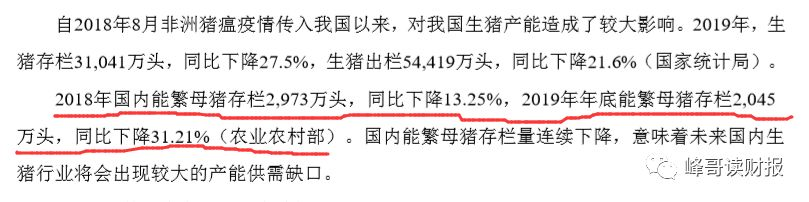 自2018年8月非洲猪瘟疫情传入我国以来，对我国生猪产能造成了较大影响。2019年，生
猪存栏31,041万头，同比下降27.5%，生猪出栏54,419万头，同比下降21.6%（国家统计局）。
2018年国内能繁母猪存栏2,973万头，同比下降13.25%，2019年年底能繁母猪存栏2,045
万头，同比下降31.21%（农业农村部）。国内能繁母猪存栏量连续下降，意味着未来国内生
猪行业将会出现较大的产能供需缺口。
峰哥读财报